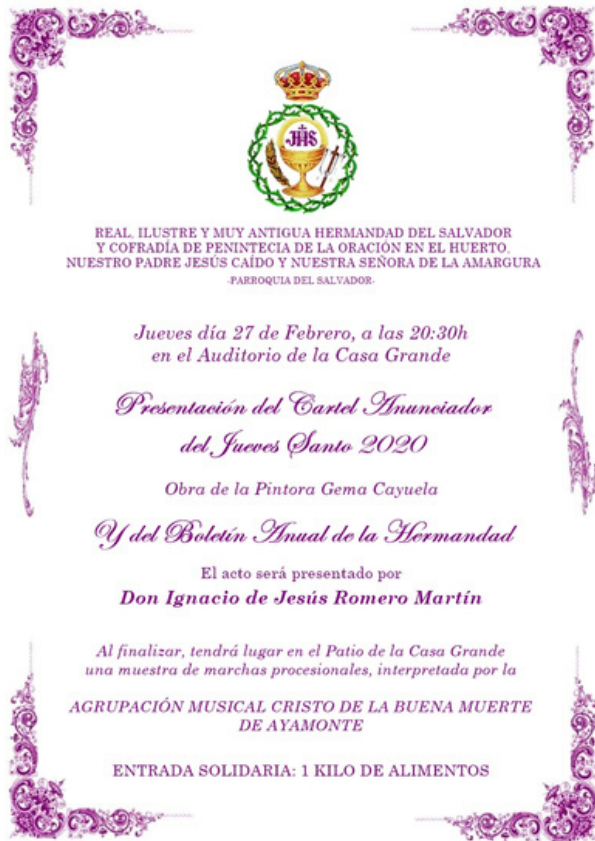 JHS
REAL, ILUSTRE Y MUY ANTIGUA HERMANDAD DEL SALVADOR
Y COFRADÍA DE PENINTECIA DE LA ORACIÓN EN EL HUERTO,
NUESTRO PADRE JESÚS CAÍDO Y NUESTRA SEÑORA DE LA AMARGURA
-PARROQUIA DEL SALVADOR-
Jueves día 27 de Febrero, a las 20:30h
en el Auditorio de la Casa Grande
Presentación del Cartel Anunciador
del Jueves Santo 2020
Obra de la Pintora Gema Cayuela
Y del Boletín Anual de la Hermandad
El acto será presentado por
Don Ignacio de Jesús Romero Martín
Al finalizar, tendrá lugar en el Patio de la Casa Grande
una muestra de marchas procesionales, interpretada por la
AGRUPACIÓN MUSICAL CRISTO DE LA BUENA MUERTE
DE AYAMONTE
ENTRADA SOLIDARIA: 1 KILO DE ALIMENTOS